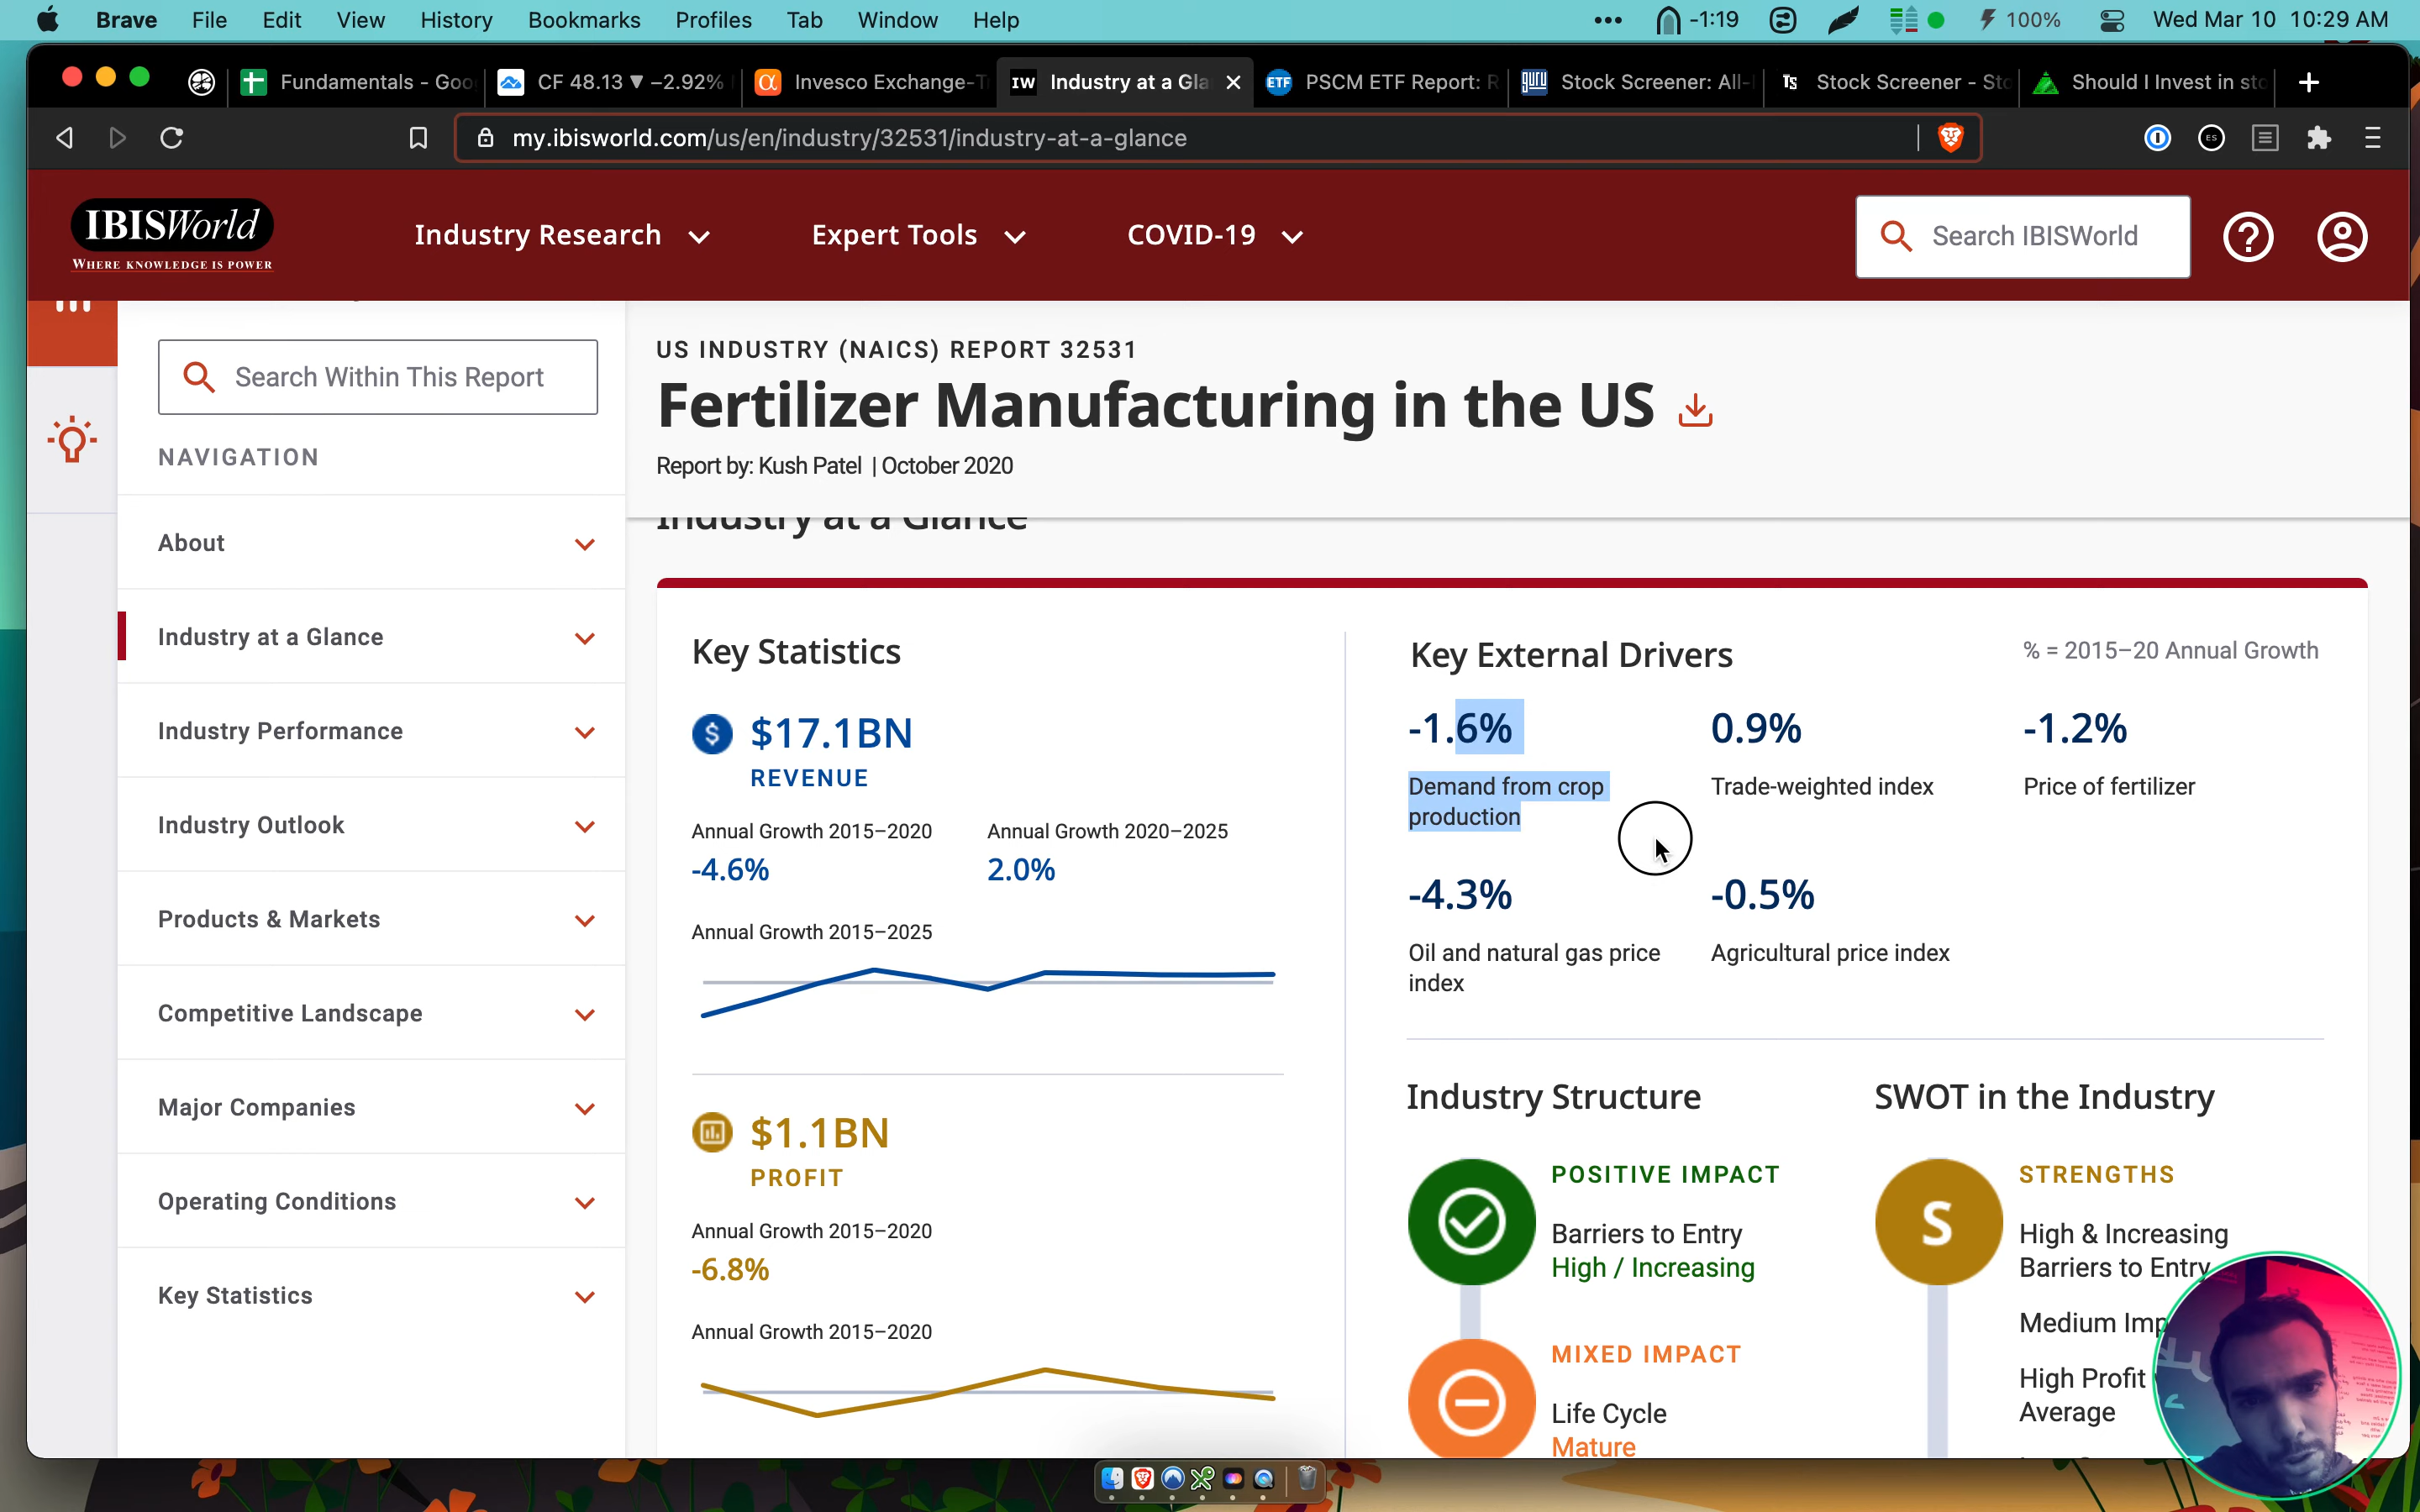 Brave File Edit View History Bookmarks Profiles Tab Window Help
-1:19 100% Wed Mar 10 10:29 AM
Fundamentals - Goo
CF 48.13 ▼ −2.92%
Invesco Exchange-T
IW Industry at a Gla
ETF PSCM ETF Report: R
guru Stock Screener: All-
TS Stock Screener - Sto
Should I Invest in sto
my.ibisworld.com/us/en/industry/32531/industry-at-a-glance
ES
IBISWorld
WHERE KNOWLEDGE IS POWER
Industry Research
Expert Tools
COVID-19
Search IBISWorld
Search Within This Report
NAVIGATION
About
Industry at a Glance
Industry Performance
Industry Outlook
Products & Markets
Competitive Landscape
Major Companies
Operating Conditions
Key Statistics
US INDUSTRY (NAICS) REPORT 32531
Fertilizer Manufacturing in the US
Report by: Kush Patel | October 2020
Industry at a Glance
Key Statistics
$ $17.1BN
REVENUE
Annual Growth 2015–2020
-4.6%
Annual Growth 2020–2025
2.0%
Annual Growth 2015–2025
$1.1BN
PROFIT
Annual Growth 2015–2020
-6.8%
Annual Growth 2015–2020
Key External Drivers
% = 2015–20 Annual Growth
-1.6%
Demand from crop
production
0.9%
Trade-weighted index
-1.2%
Price of fertilizer
-4.3%
Oil and natural gas price
index
-0.5%
Agricultural price index
Industry Structure
POSITIVE IMPACT
Barriers to Entry
High / Increasing
MIXED IMPACT
Life Cycle
Mature
SWOT in the Industry
S
STRENGTHS
High & Increasing
Barriers to Entry
Medium Imp
High Profit
Average